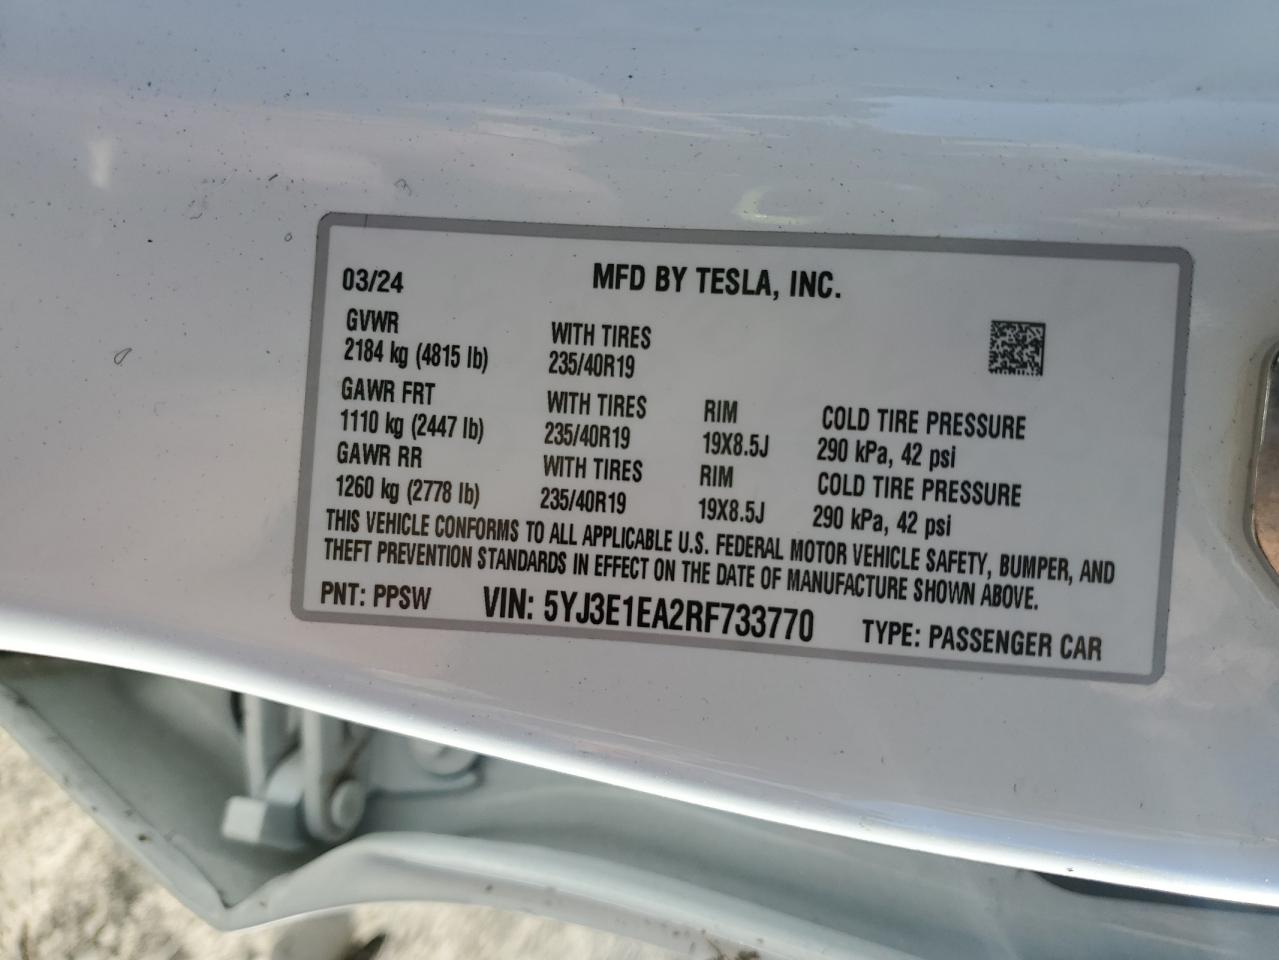 03/24 MFD BY TESLA, INC.
GVWR WITH TIRES
2184 kg (4815 lb) 235/40R19
GAWR FRT WITH TIRES RIM COLD TIRE PRESSURE
1110 kg (2447 lb) 235/40R19 19X8.5J 290 kPa, 42 psi
GAWR RR WITH TIRES RIM COLD TIRE PRESSURE
1260 kg (2778 lb) 235/40R19 19X8.5J 290 kPa, 42 psi
THIS VEHICLE CONFORMS TO ALL APPLICABLE U.S. FEDERAL MOTOR VEHICLE SAFETY, BUMPER, AND
THEFT PREVENTION STANDARDS IN EFFECT ON THE DATE OF MANUFACTURE SHOWN ABOVE.
PNT: PPSW VIN: 5YJ3E1EA2RF733770 TYPE: PASSENGER CAR